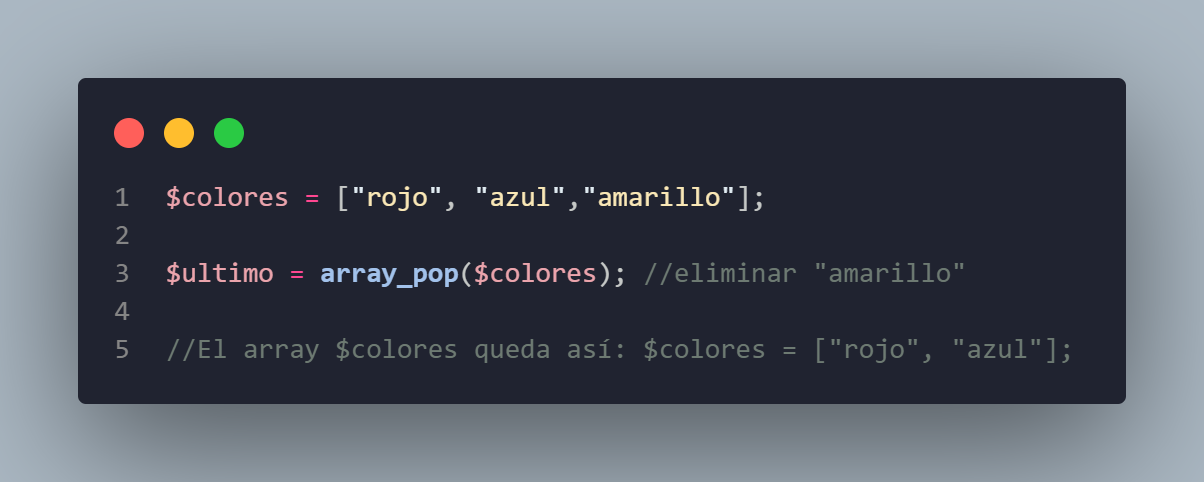 1 $colores = ["rojo", "azul","amarillo"];
2
3 $ultimo = array_pop($colores); //eliminar "amarillo"
4
5 //El array $colores queda así: $colores = ["rojo", "azul"];